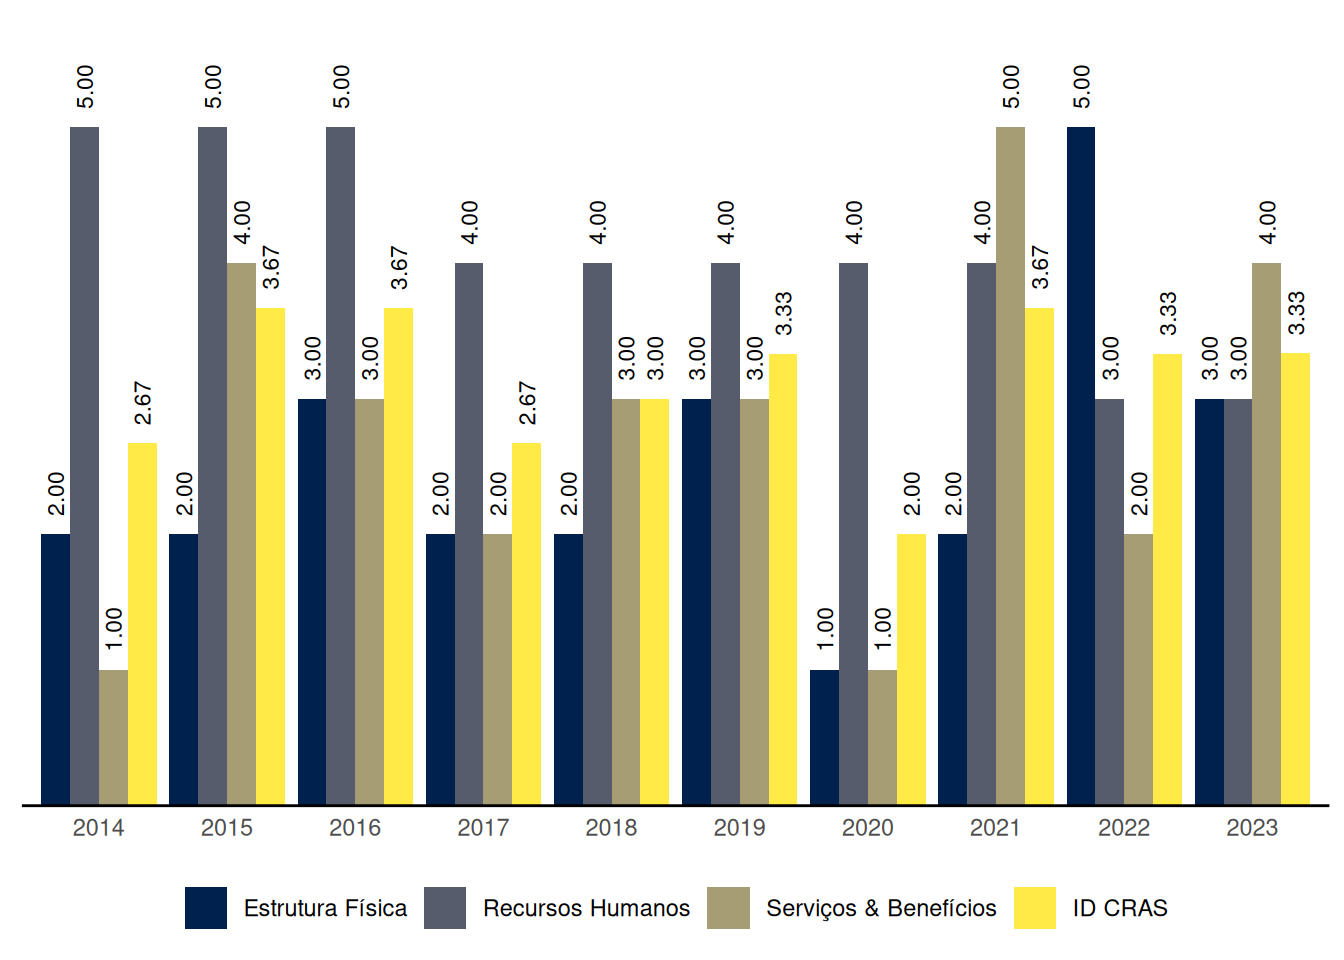 5.00 5.00 5.00 5.00 5.00
4.00 4.00 4.00 4.00 4.00 4.00 4.00
3.67 3.67 3.67
3.33 3.33 3.33
3.00 3.00 3.00 3.00 3.00 3.00 3.00 3.00 3.00
2.67 2.67
2.00 2.00 2.00 2.00 2.00 2.00 2.00 2.00
1.00 1.00 1.00
2014 2015 2016 2017 2018 2019 2020 2021 2022 2023
Estrutura Física Recursos Humanos Serviços & Benefícios ID CRAS